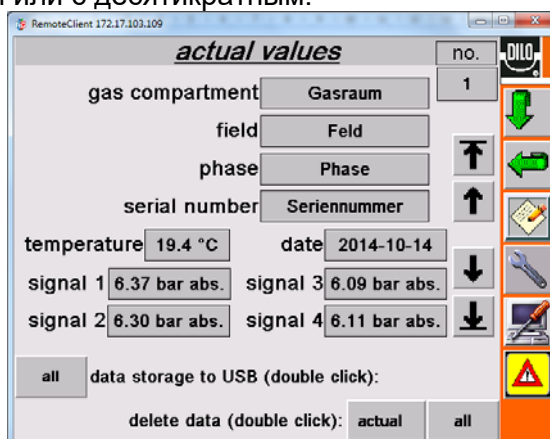 или с десятикратным.
RemoteClient 172.17.103.109
actual values no.
DILO
gas compartment Gasraum 1
field Feld
phase Phase
serial number Seriennummer
temperature 19.4 °C date 2014-10-14
signal 1 6.37 bar abs. signal 3 6.09 bar abs.
signal 2 6.30 bar abs. signal 4 6.11 bar abs.
all data storage to USB (double click):
delete data (double click): actual all